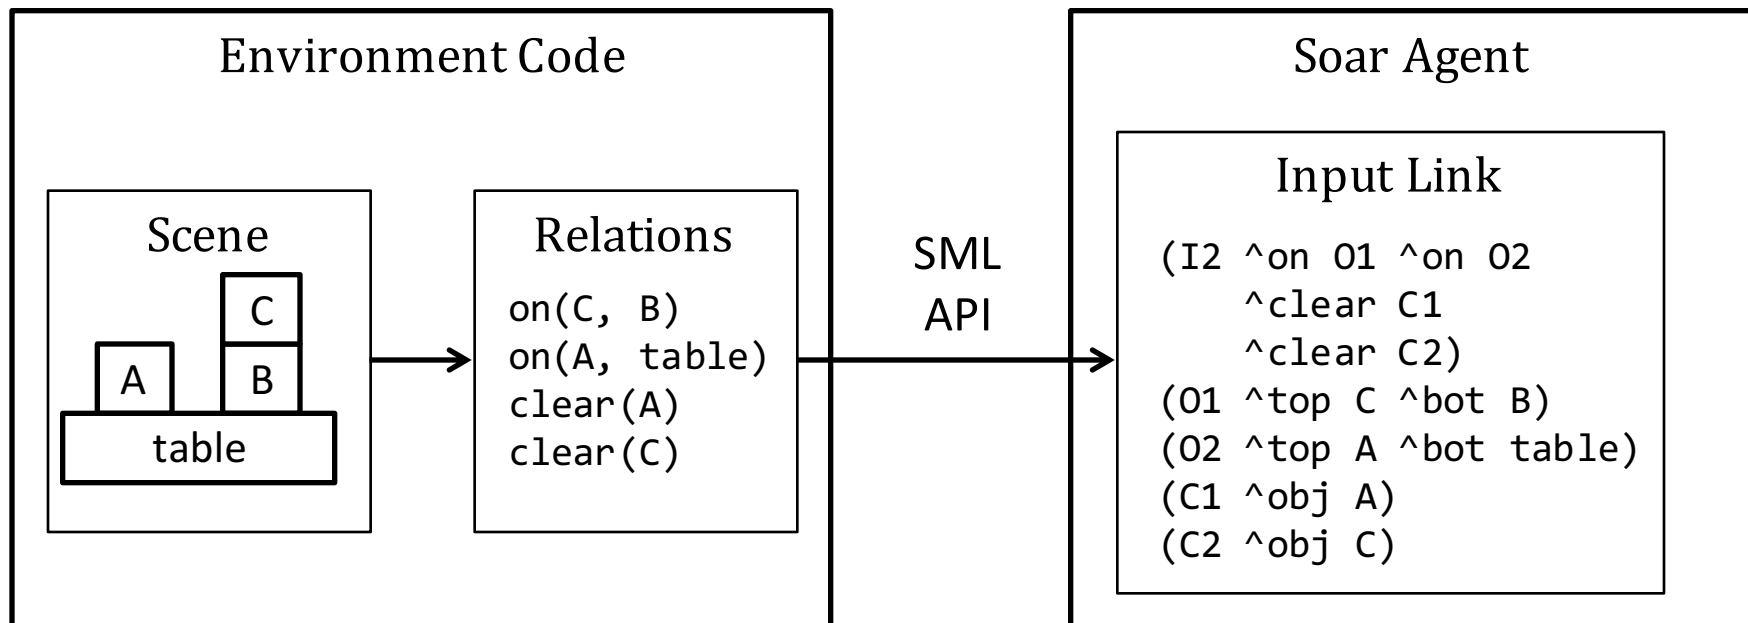 Environment Code
Scene
C
A
B
table
Relations
on(C, B)
on(A, table)
clear(A)
clear(C)
SML
API
Soar Agent
Input Link
(I2 ^on O1 ^on O2
^clear C1
^clear C2)
(O1 ^top C ^bot B)
(O2 ^top A ^bot table)
(C1 ^obj A)
(C2 ^obj C)